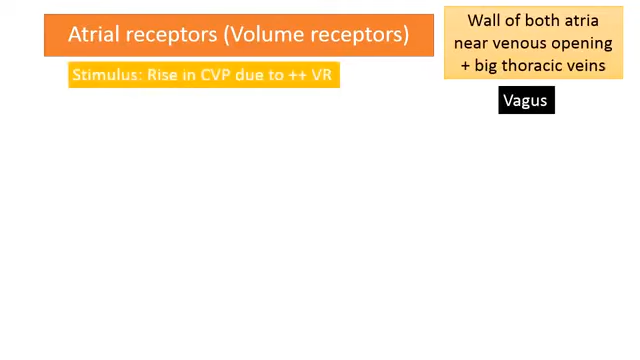 Atrial receptors (Volume receptors)
Stimulus: Rise in CVP due to ++ VR
Wall of both atria
near venous opening
+ big thoracic veins
Vagus